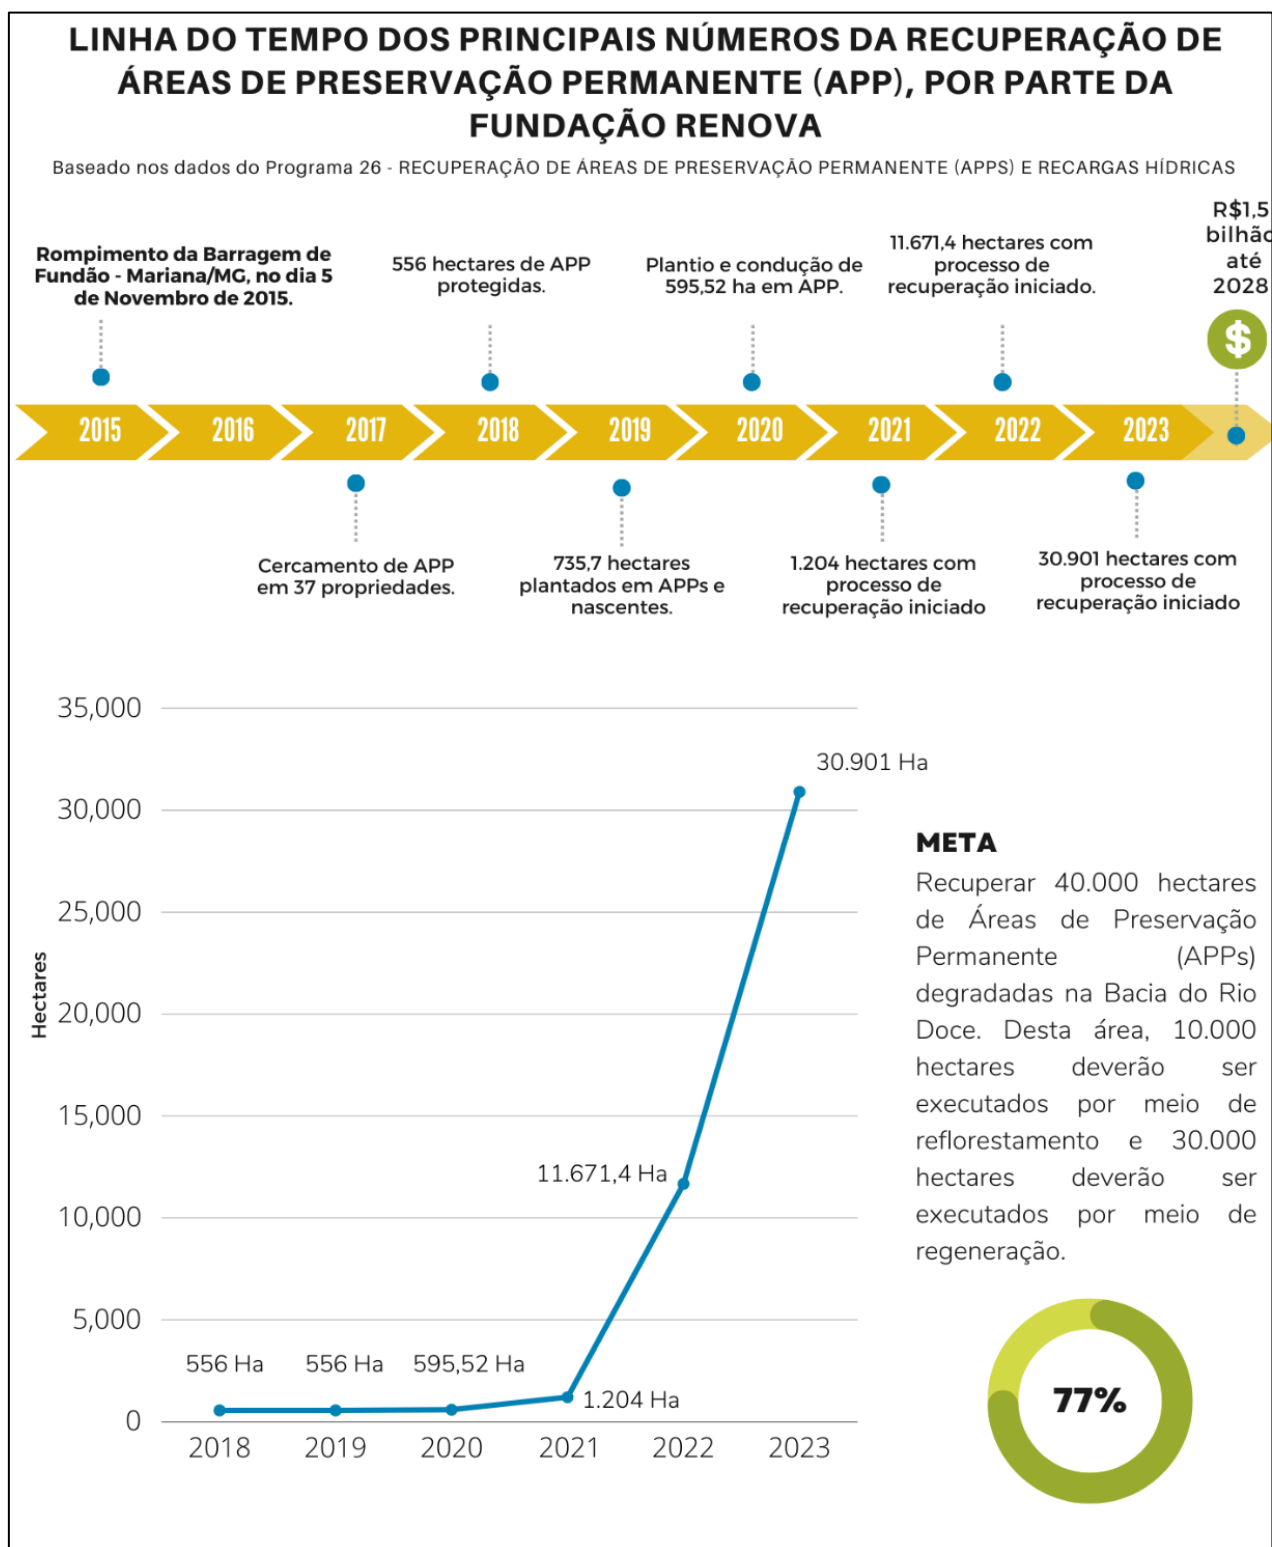 LINHA DO TEMPO DOS PRINCIPAIS NÚMEROS DA RECUPERAÇÃO DE
ÁREAS DE PRESERVAÇÃO PERMANENTE (APP), POR PARTE DA
FUNDAÇÃO RENOVA
Baseado nos dados do Programa 26 - RECUPERAÇÃO DE ÁREAS DE PRESERVAÇÃO PERMANENTE (APPS) E RECARGAS HÍDRICAS
Rompimento da Barragem de
Fundão - Mariana/MG, no dia 5
de Novembro de 2015.
556 hectares de APP
protegidas.
Plantio e condução de
595,52 ha em APP.
11.671,4 hectares com
processo de
recuperação iniciado.
R$1,5
bilhão
até
2028
$
2015
2016
2017
2018
2019
2020
2021
2022
2023
Cercamento de APP
em 37 propriedades.
735,7 hectares
plantados em APPs e
nascentes.
1.204 hectares com
processo de
recuperação iniciado
30.901 hectares com
processo de
recuperação iniciado
35,000
30,000
25,000
20,000
15,000
10,000
5,000
0
Hectares
556 Ha
556 Ha
595,52 Ha
1.204 Ha
11.671,4 Ha
30.901 Ha
2018
2019
2020
2021
2022
2023
META
Recuperar 40.000 hectares
de Áreas de Preservação
Permanente (APPs)
degradadas na Bacia do Rio
Doce. Desta área, 10.000
hectares deverão ser
executados por meio de
reflorestamento e 30.000
hectares deverão ser
executados por meio de
regeneração.
77%